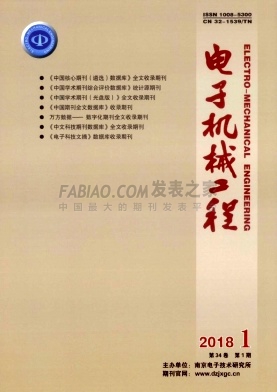 ISSN 1008-5300
CN 32-1539/TN
ELECTRO-MECHANICAL ENGINEERING
电子机械工程
●《中国核心期刊(遴选)数据库》全文收录期刊
●《中国学术期刊综合评价数据库》统计源期刊
●《中国学术期刊(光盘版)》全文收录期刊
●《中国期刊全文数据库》收录期刊
● 万方数据——数字化期刊全文收录期刊
●《中文科技期刊数据库》全文收录期刊
●《电子科技文摘》数据库收录期刊
FABIAO.COM 发表之家
中国最大的期刊发表平
2018 1
第34卷 第1期
主办单位:南京电子技术研究所
期刊官网:www.dzjxgc.cn